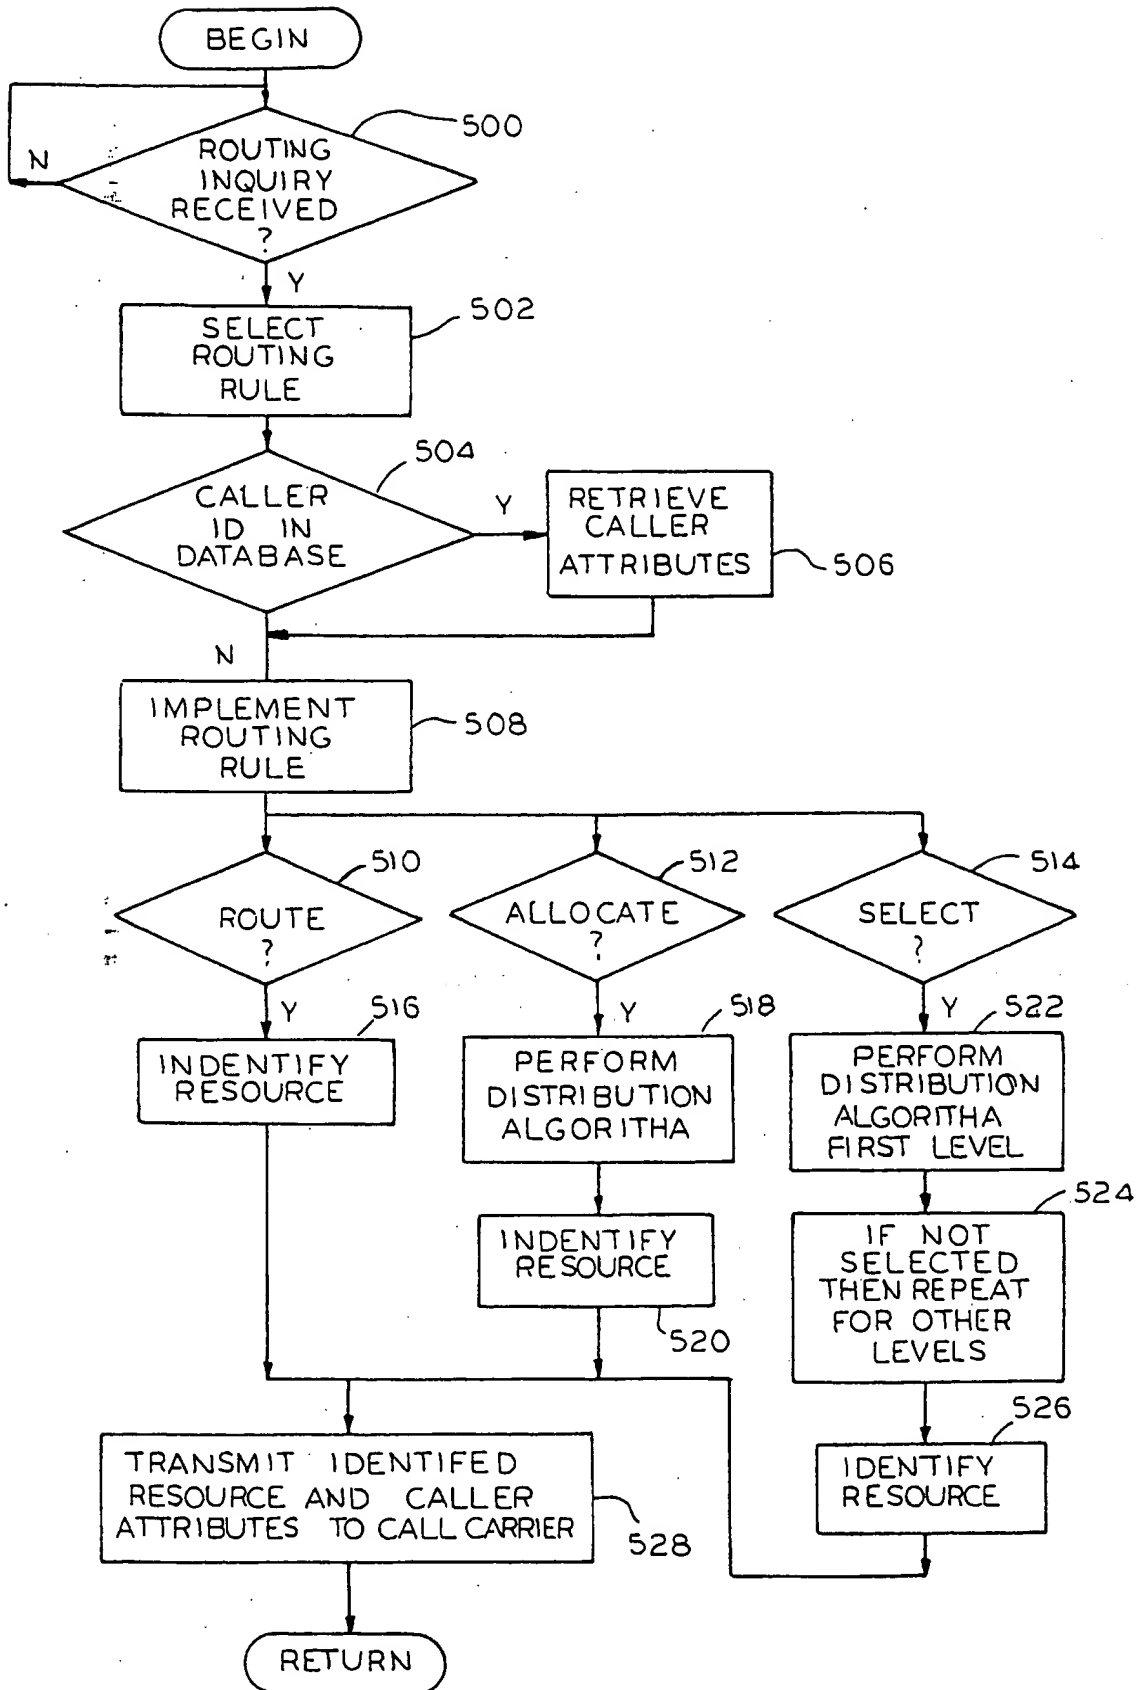 BEGIN
500
ROUTING
INQUIRY
RECEIVED
?
N
Y
502
SELECT
ROUTING
RULE
504
CALLER
ID IN
DATABASE
Y
RETRIEVE
CALLER
ATTRIBUTES
506
N
IMPLEMENT
ROUTING
RULE
508
510
ROUTE
?
512
ALLOCATE
?
514
SELECT
?
Y
516
INDENTIFY
RESOURCE
Y
518
PERFORM
DISTRIBUTION
ALGORITHA
Y
522
PERFORM
DISTRIBUTION
ALGORITHA
FIRST LEVEL
INDENTIFY
RESOURCE
520
524
IF NOT
SELECTED
THEN REPEAT
FOR OTHER
LEVELS
526
IDENTIFY
RESOURCE
TRANSMIT IDENTIFED
RESOURCE AND CALLER
ATTRIBUTES TO CALL CARRIER
528
RETURN